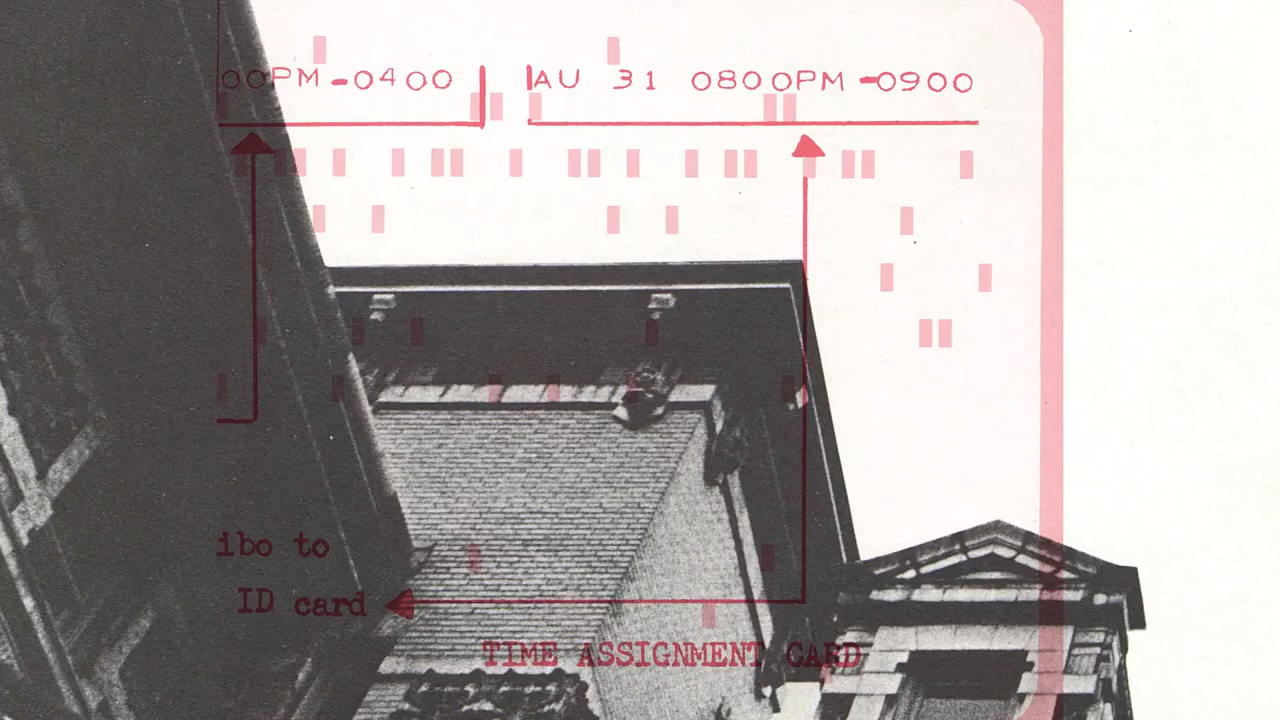 00PM-0400 AU 31 0800PM-0900
ibo to
ID card
TIME ASSIGNMENT CARD